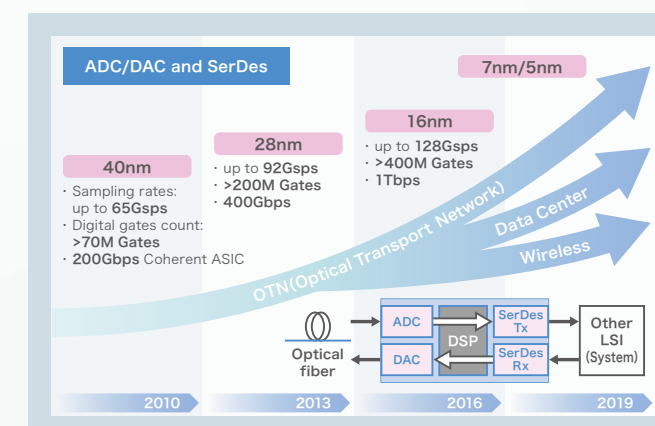 ADC/DAC and SerDes
40nm
・Sampling rates:
up to 65Gsps
・Digital gates count:
>70M Gates
・200Gbps Coherent ASIC
28nm
・up to 92Gsps
・>200M Gates
・400Gbps
16nm
・up to 128Gsps
・>400M Gates
・1Tbps
7nm/5nm
OTN(Optical Transport Network)
Data Center
Wireless
Optical
fiber
ADC
DAC
DSP
SerDes
Tx
SerDes
Rx
Other
LSI
(System)
2010
2013
2016
2019